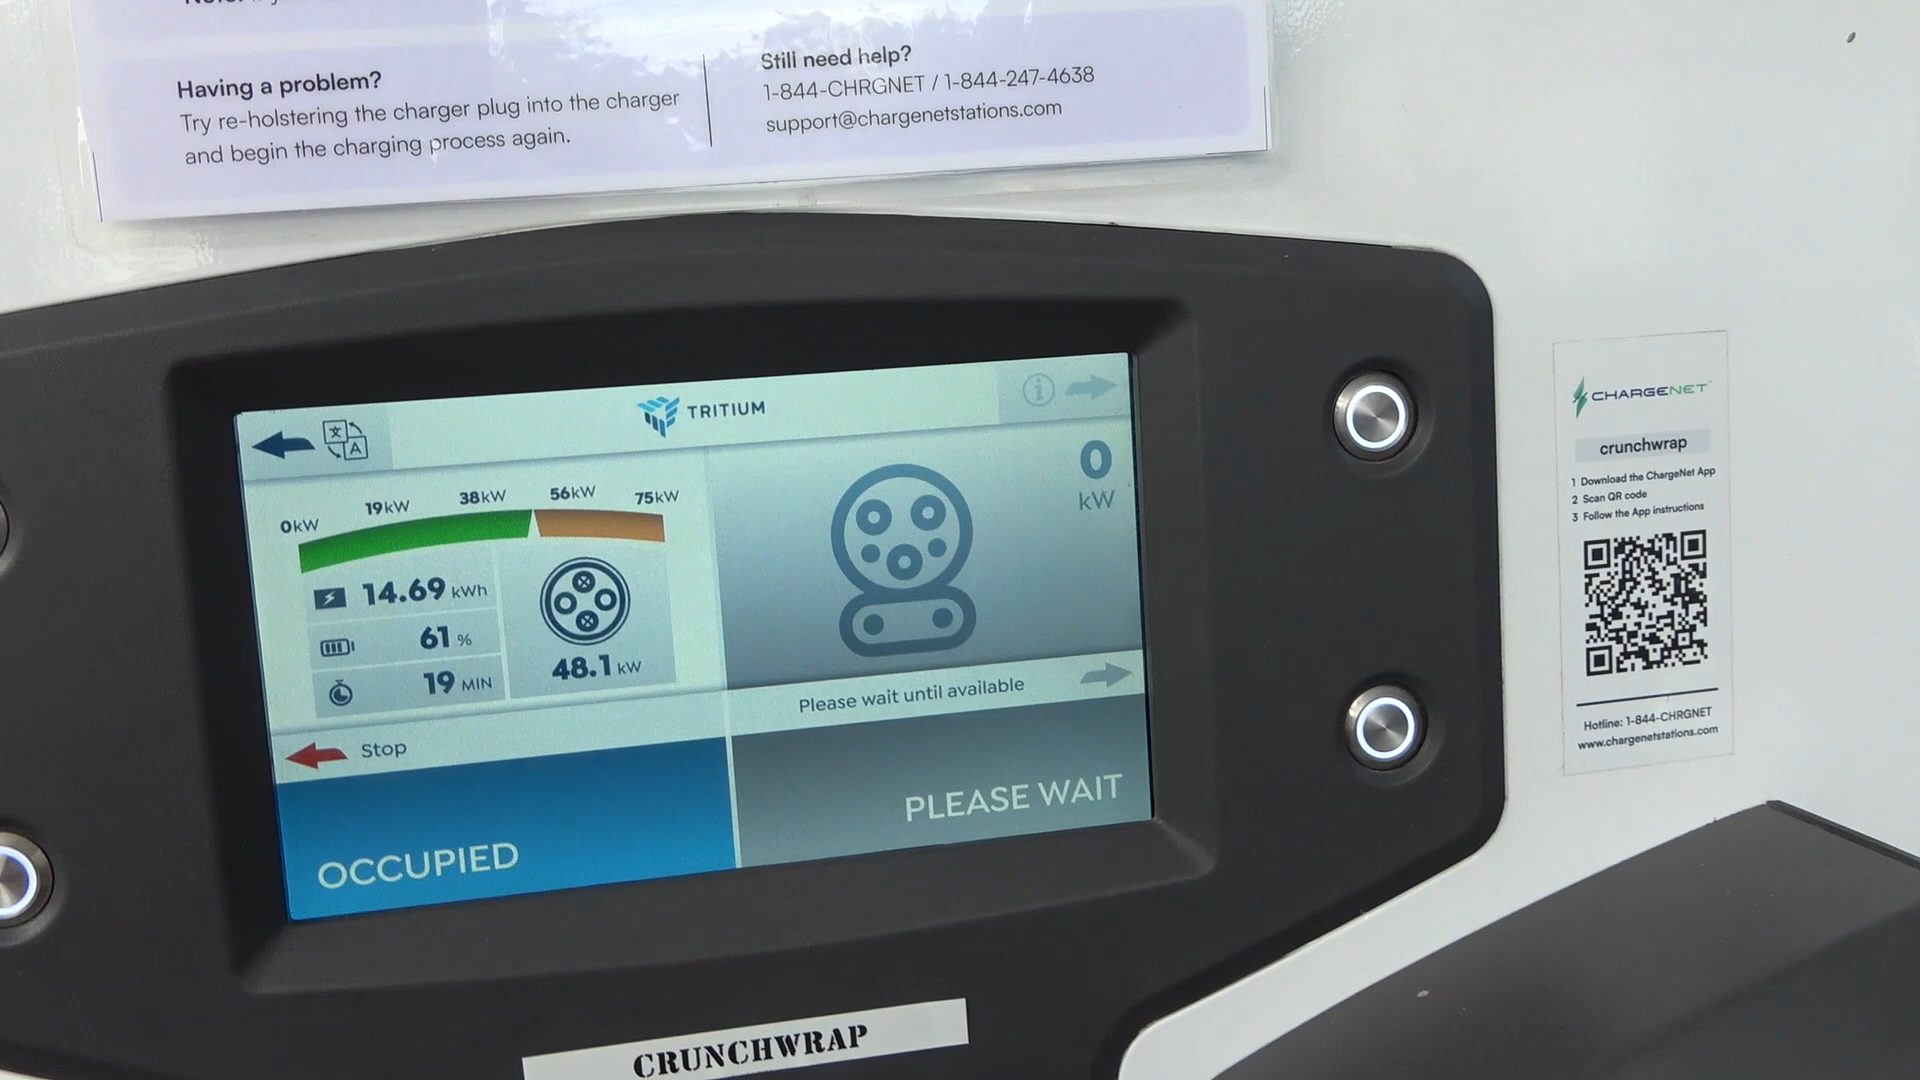 Having a problem?
Try re-holstering the charger plug into the charger
and begin the charging process again.
Still need help?
1-844-CHRGNET / 1-844-247-4638
support@chargenetstations.com
TRITIUM
0kW 19kW 38kW 56kW 75kW
14.69 kWh
61 %
19 MIN
48.1 kW
Stop
OCCUPIED
0
kW
Please wait until available
PLEASE WAIT
CRUNCHWRAP
CHARGENET
crunchwrap
1 Download the ChargeNet App
2 Scan QR code
3 Follow the App instructions
Hotline: 1-844-CHRGNET
www.chargenetstations.com